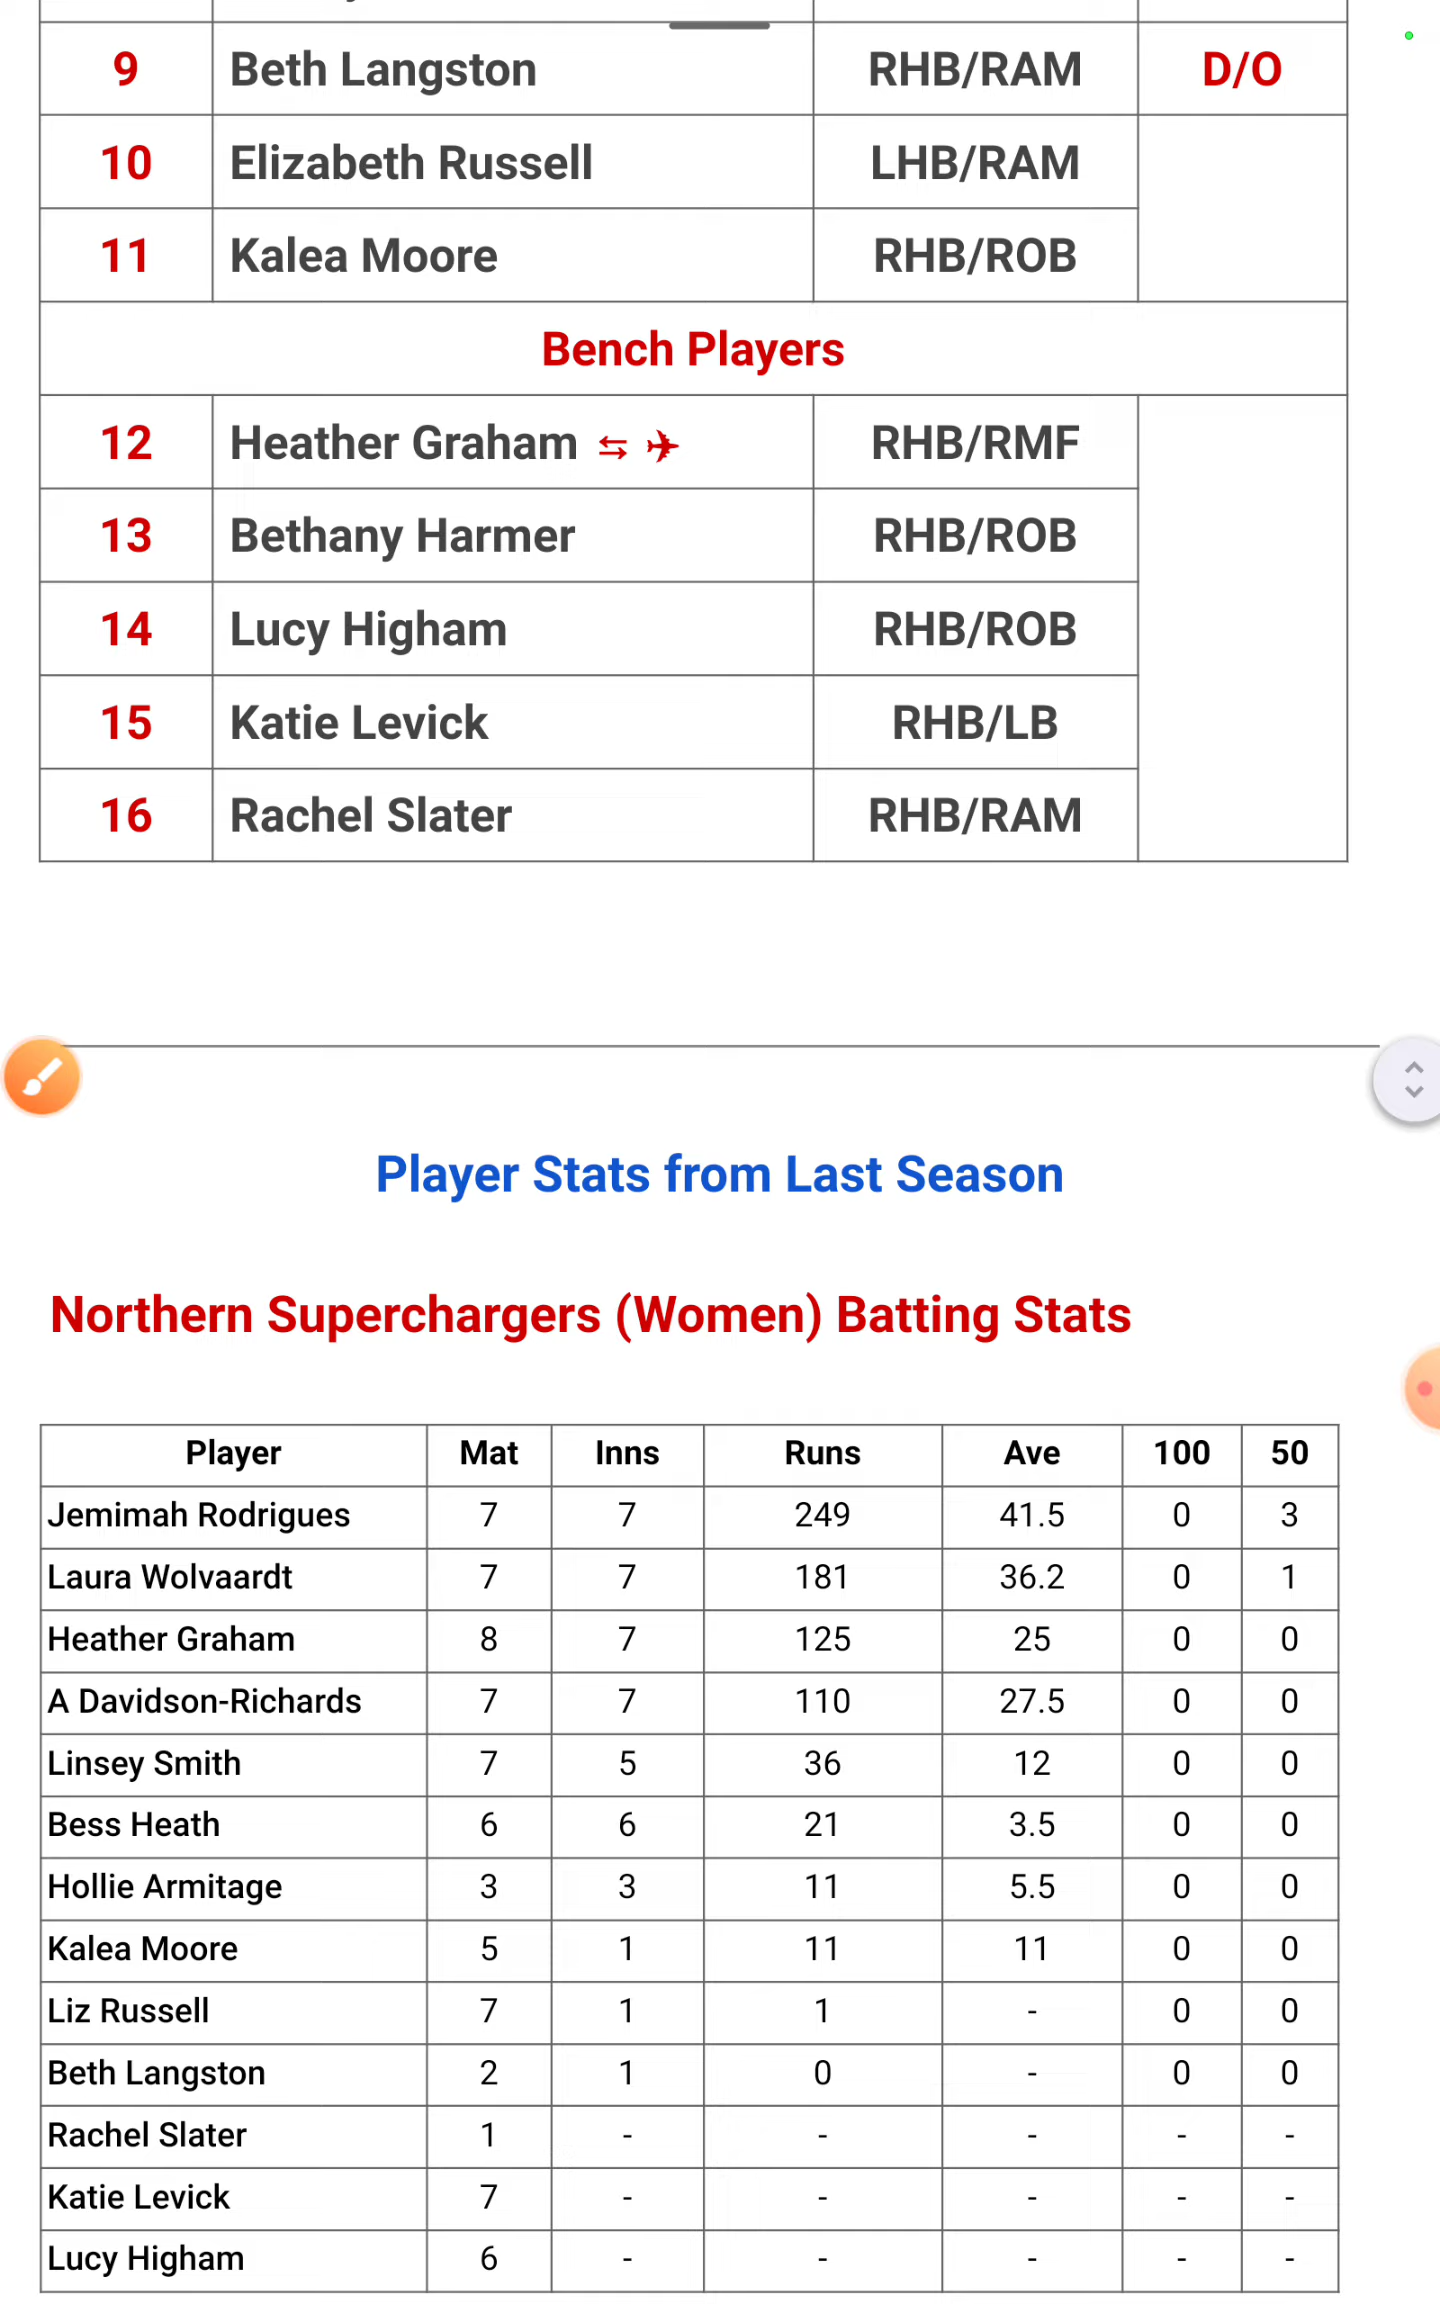 9 Beth Langston RHB/RAM D/O
10 Elizabeth Russell LHB/RAM
11 Kalea Moore RHB/ROB
Bench Players
12 Heather Graham ⇆ ✈ RHB/RMF
13 Bethany Harmer RHB/ROB
14 Lucy Higham RHB/ROB
15 Katie Levick RHB/LB
16 Rachel Slater RHB/RAM
Player Stats from Last Season
Northern Superchargers (Women) Batting Stats
Player Mat Inns Runs Ave 100 50
Jemimah Rodrigues 7 7 249 41.5 0 3
Laura Wolvaardt 7 7 181 36.2 0 1
Heather Graham 8 7 125 25 0 0
A Davidson-Richards 7 7 110 27.5 0 0
Linsey Smith 7 5 36 12 0 0
Bess Heath 6 6 21 3.5 0 0
Hollie Armitage 3 3 11 5.5 0 0
Kalea Moore 5 1 11 11 0 0
Liz Russell 7 1 1 - 0 0
Beth Langston 2 1 0 - 0 0
Rachel Slater 1 - - - - -
Katie Levick 7 - - - - -
Lucy Higham 6 - - - - -